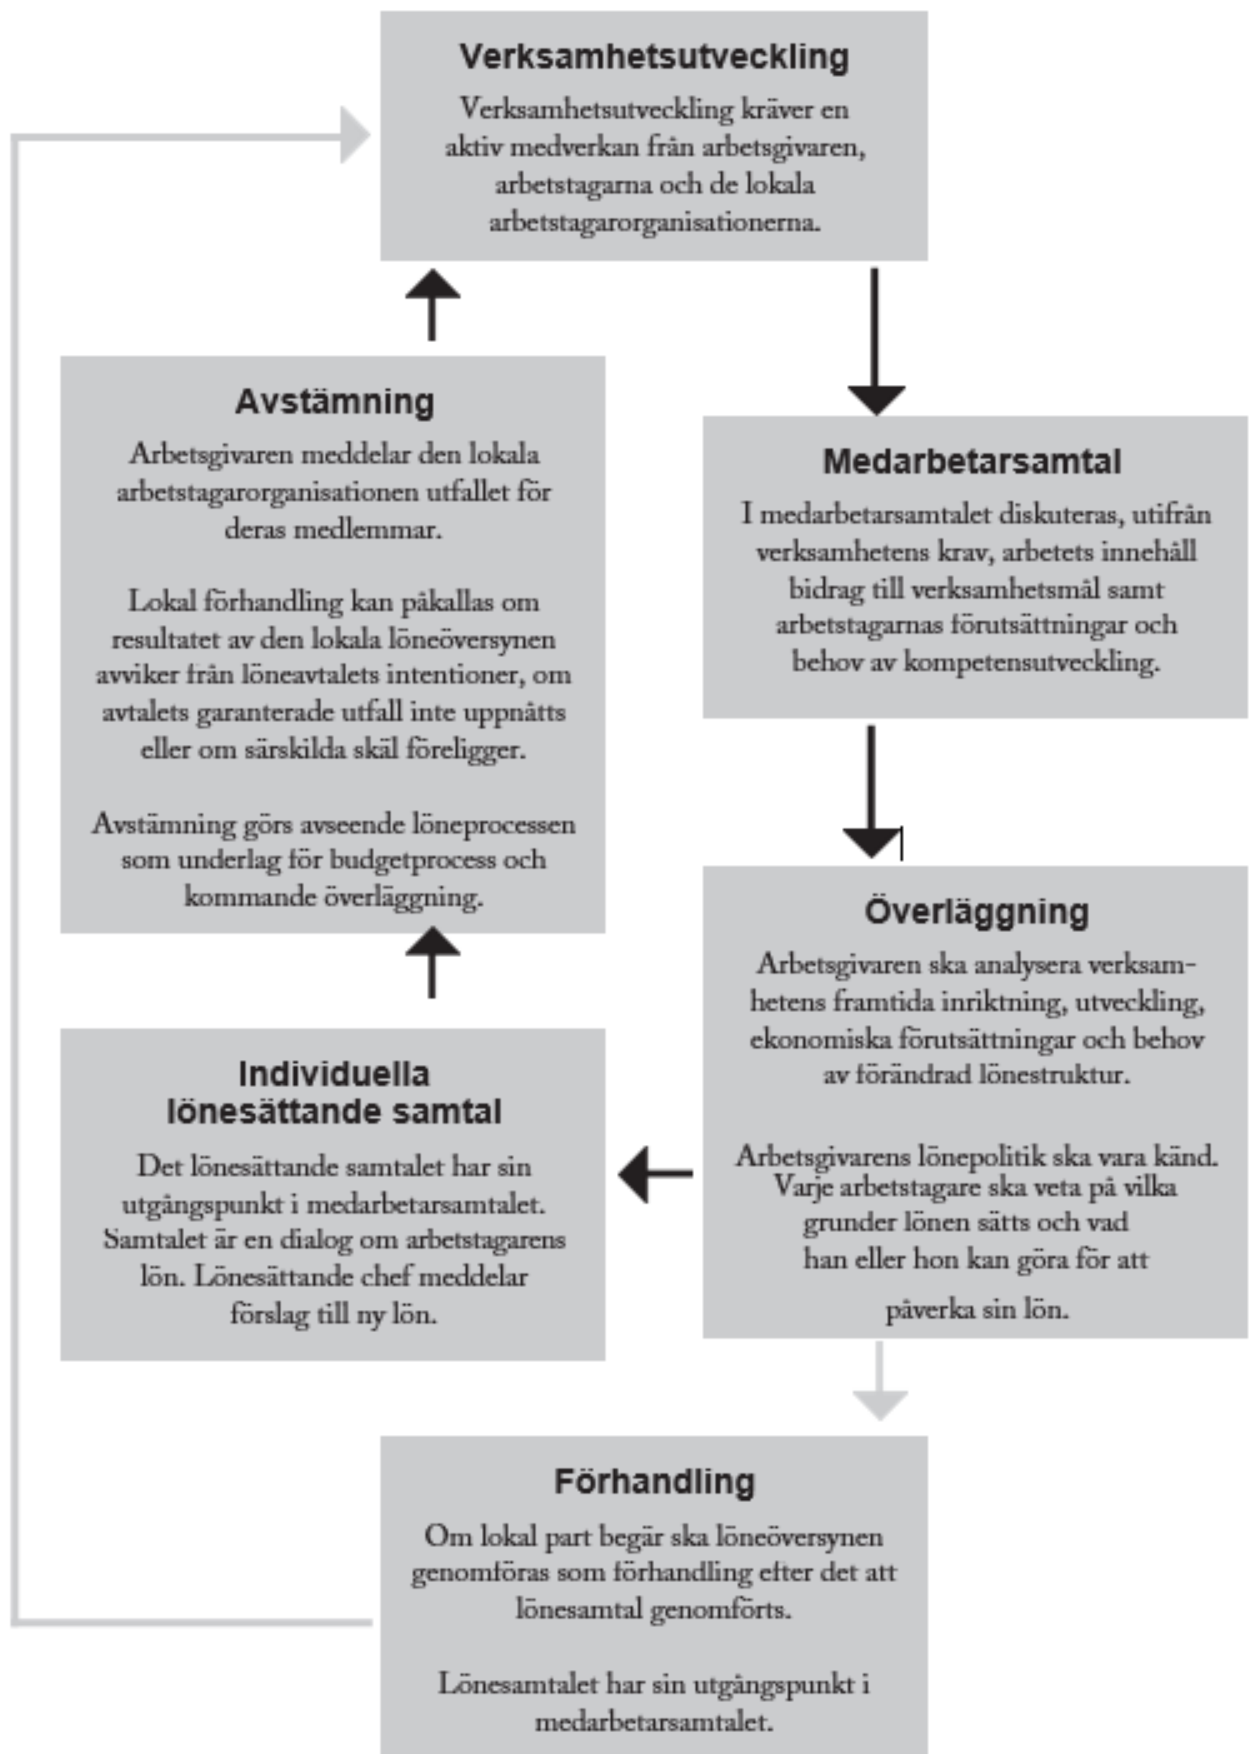 Verksamhetsutveckling
Verksamhetsutveckling kräver en
aktiv medverkan från arbetsgivaren,
arbetstagarna och de lokala
arbetstagarorganisationerna.
Medarbetarsamtal
I medarbetarsamtalet diskuteras, utifrån
verksamhetens krav, arbetets innehåll
bidrag till verksamhetsmål samt
arbetstagarnas förutsättningar och
behov av kompetensutveckling.
Överläggning
Arbetsgivaren ska analysera verksam-
hetens framtida inriktning, utveckling,
ekonomiska förutsättningar och behov
av förändrad lönestruktur.
Arbetsgivarens lönepolitik ska vara känd.
Varje arbetstagare ska veta på vilka
grunder lönen sätts och vad
han eller hon kan göra för att
påverka sin lön.
Individuella
lönesättande samtal
Det lönesättande samtalet har sin
utgångspunkt i medarbetarsamtalet.
Samtalet är en dialog om arbetstagarens
lön. Lönesättande chef meddelar
förslag till ny lön.
Avstämning
Arbetsgivaren meddelar den lokala
arbetstagarorganisationen utfallet för
deras medlemmar.
Lokal förhandling kan påkallas om
resultatet av den lokala löneöversynen
avviker från löneavtalets intentioner, om
avtalets garanterade utfall inte uppnåtts
eller om särskilda skäl föreligger.
Avstämning görs avseende löneprocessen
som underlag för budgetprocess och
kommande överläggning.
Förhandling
Om lokal part begär ska löneöversynen
genomföras som förhandling efter det att
lönesamtal genomförts.
Lönesamtalet har sin utgångspunkt i
medarbetarsamtalet.